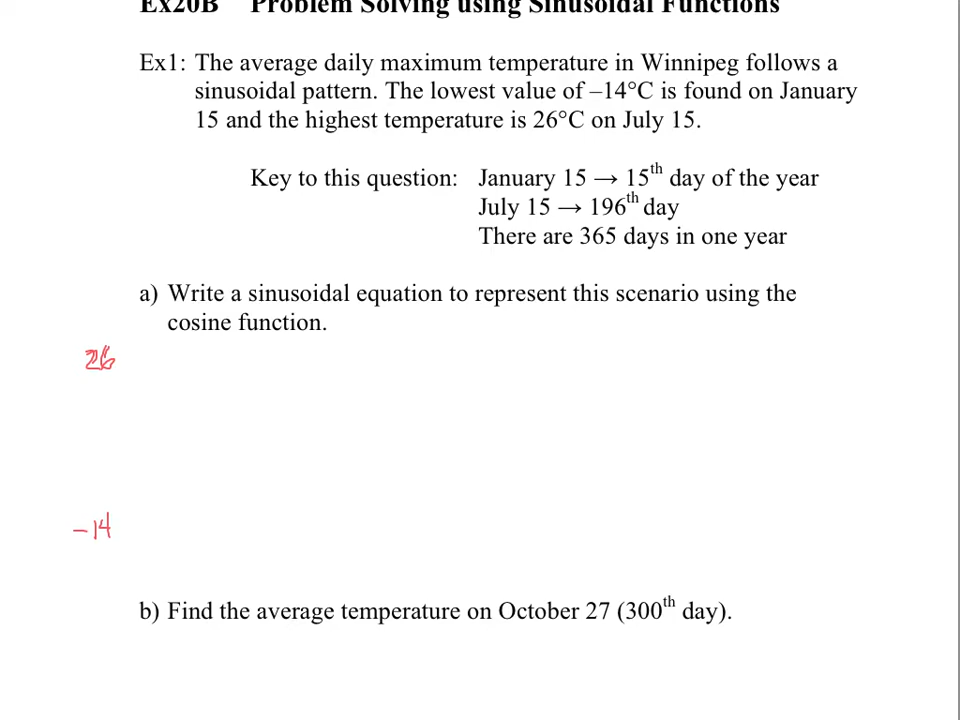 Ex20B Problem Solving using Sinusoidal Functions
Ex1: The average daily maximum temperature in Winnipeg follows a
sinusoidal pattern. The lowest value of –14°C is found on January
15 and the highest temperature is 26°C on July 15.
Key to this question: January 15 → 15th day of the year
July 15 → 196th day
There are 365 days in one year
a) Write a sinusoidal equation to represent this scenario using the
cosine function.
26
–14
b) Find the average temperature on October 27 (300th day).